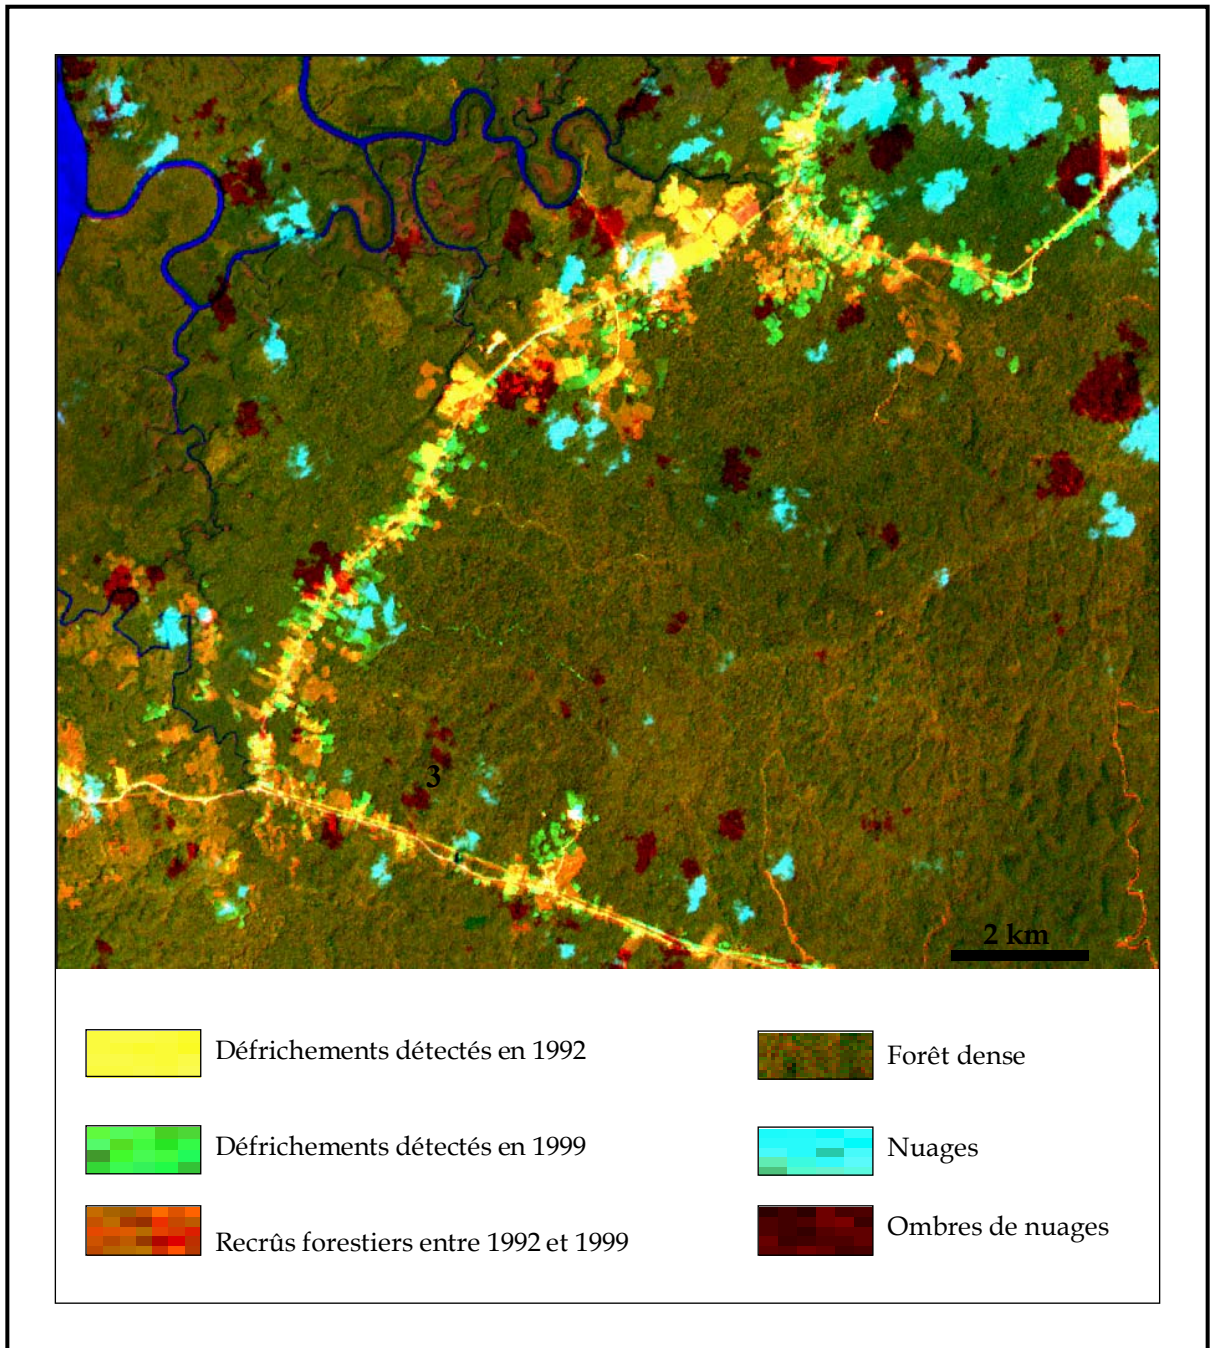 3
2 km
Défrichements détectés en 1992
Forêt dense
Défrichements détectés en 1999
Nuages
Recrûs forestiers entre 1992 et 1999
Ombres de nuages